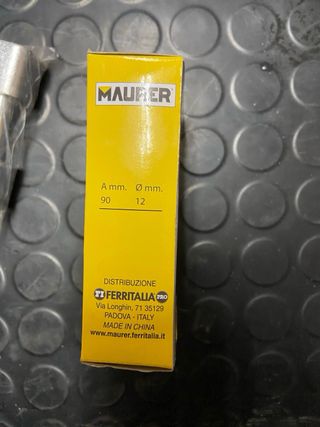 MAURER
A mm. Ø mm.
90 12
DISTRIBUZIONE
FI FERRITALIA PRO
Via Longhin, 71 35129
PADOVA - ITALY
MADE IN CHINA
www.maurer.ferritalia.it